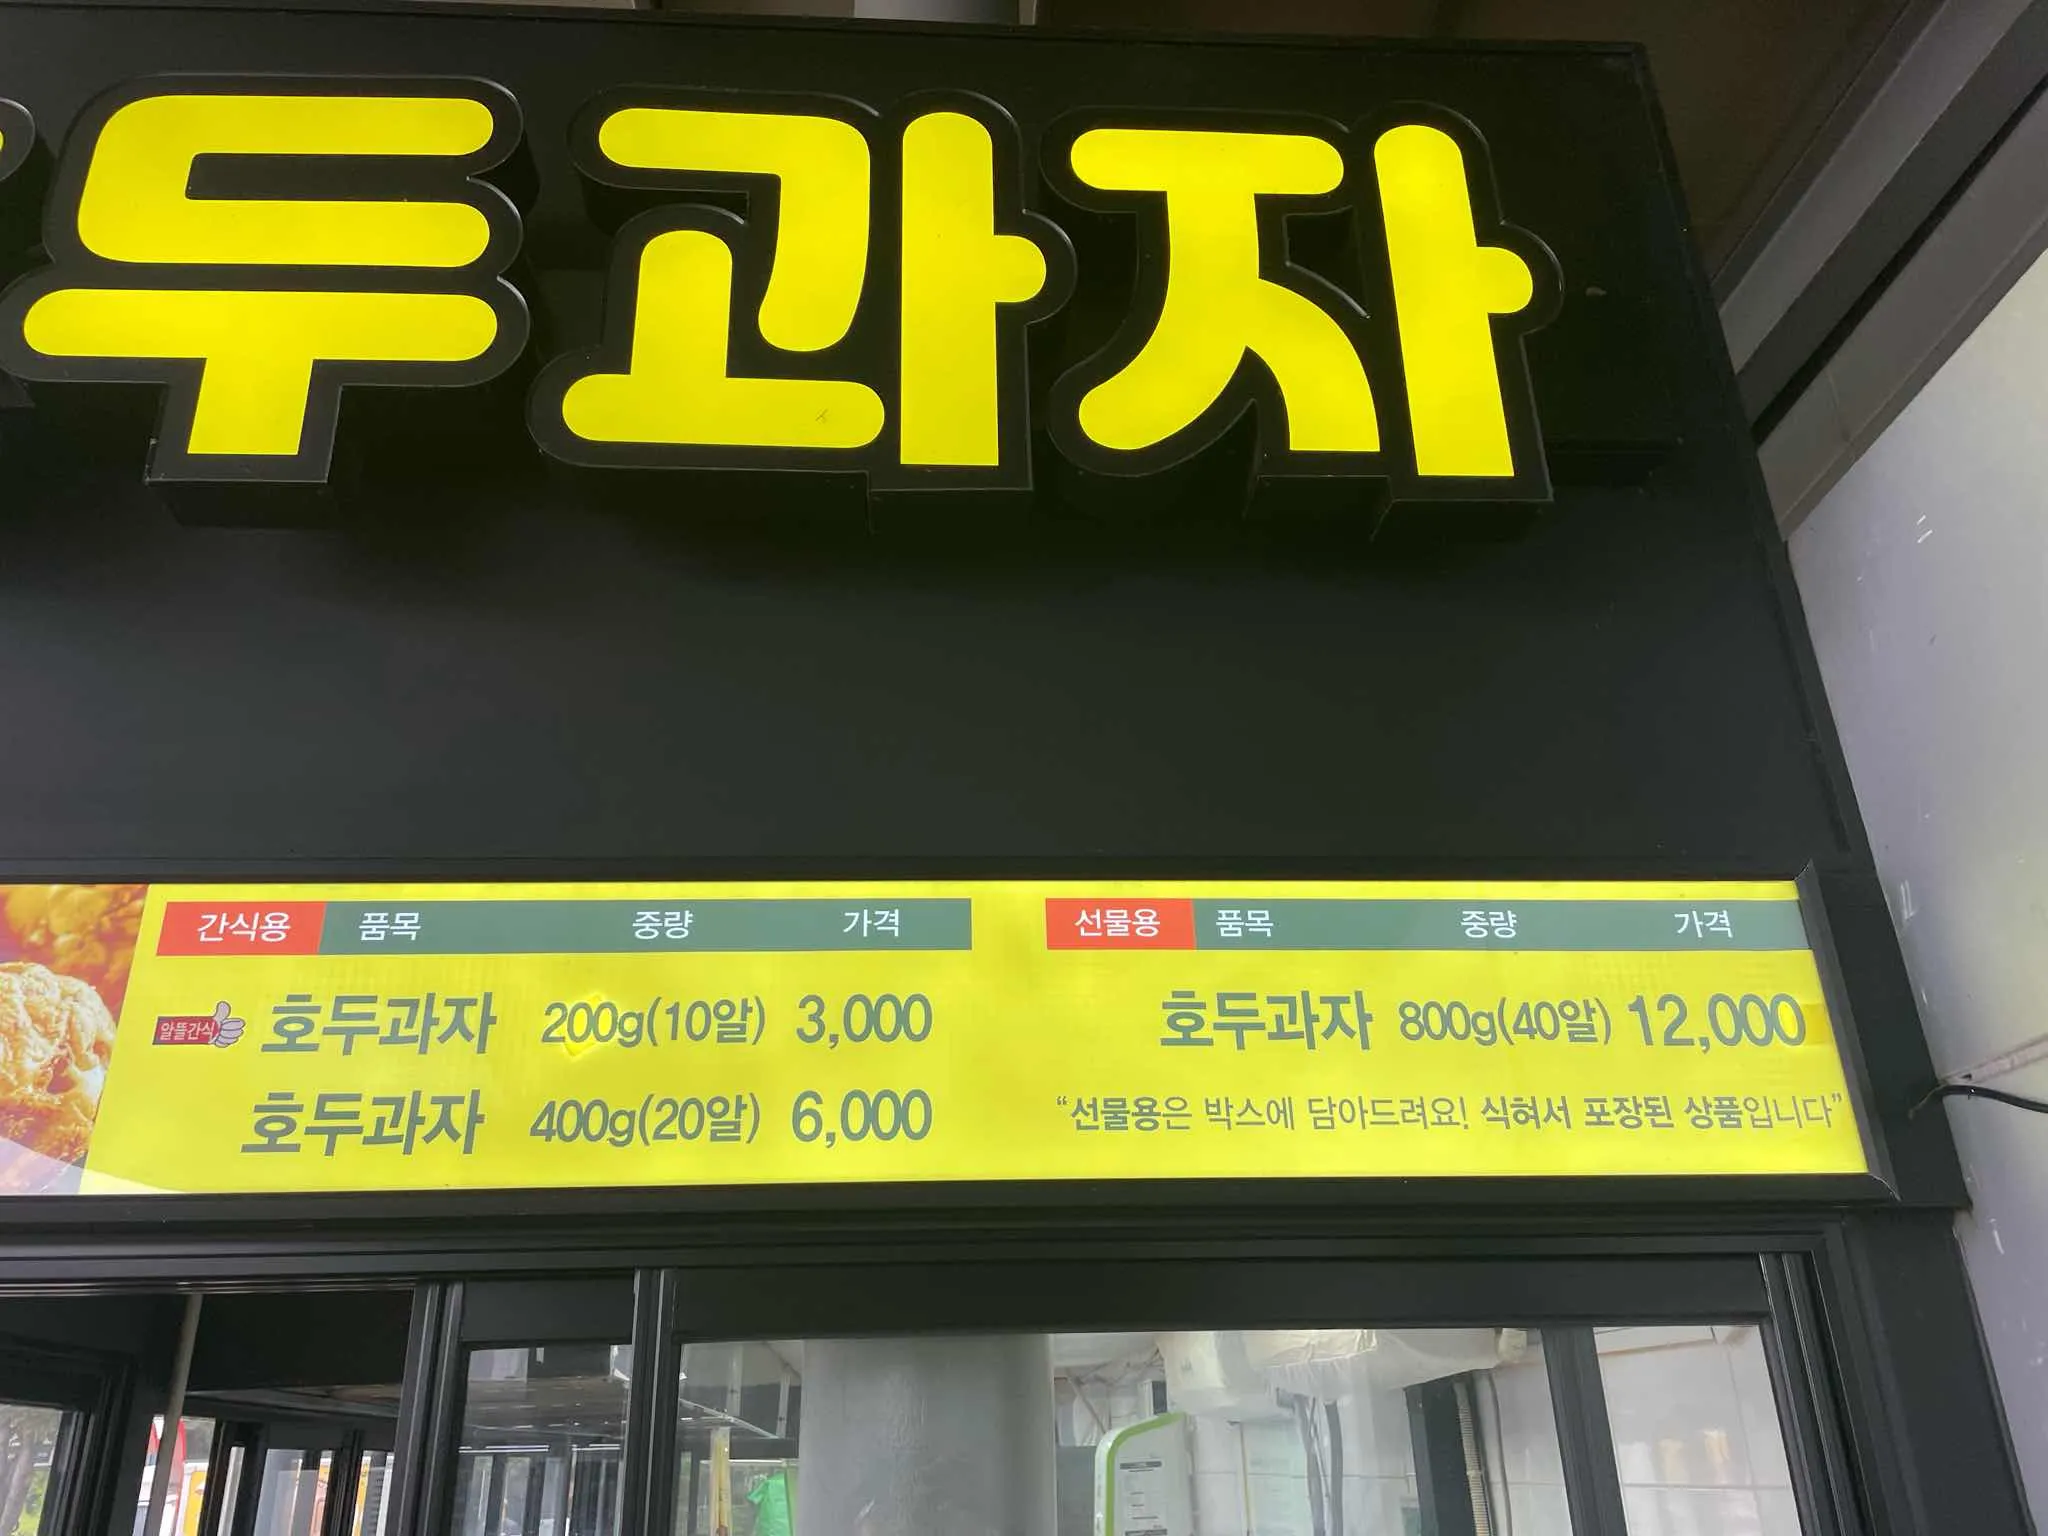 두과자
간식용 품목 중량 가격
알뜰간식 호두과자 200g(10알) 3,000
호두과자 400g(20알) 6,000
선물용 품목 중량 가격
호두과자 800g(40알) 12,000
“선물용은 박스에 담아드려요! 식혀서 포장된 상품입니다”